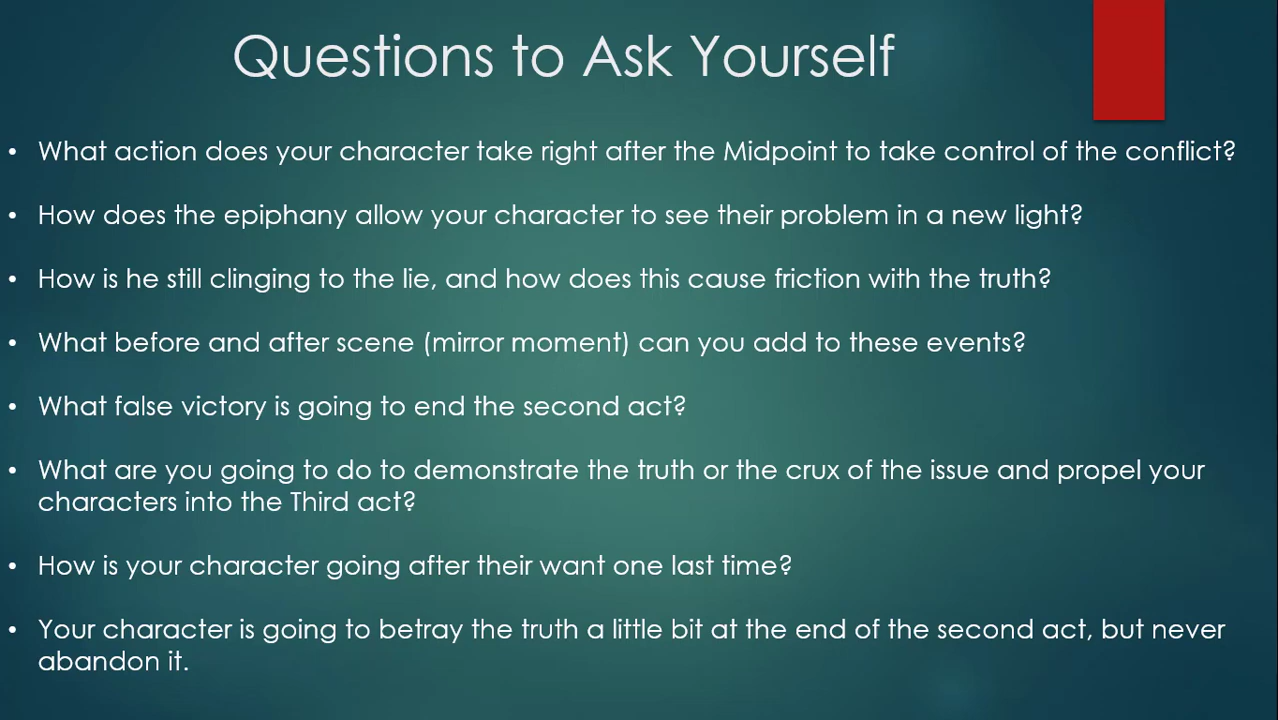 Questions to Ask Yourself
• What action does your character take right after the Midpoint to take control of the conflict?
• How does the epiphany allow your character to see their problem in a new light?
• How is he still clinging to the lie, and how does this cause friction with the truth?
• What before and after scene (mirror moment) can you add to these events?
• What false victory is going to end the second act?
• What are you going to do to demonstrate the truth or the crux of the issue and propel your
characters into the Third act?
• How is your character going after their want one last time?
• Your character is going to betray the truth a little bit at the end of the second act, but never
abandon it.